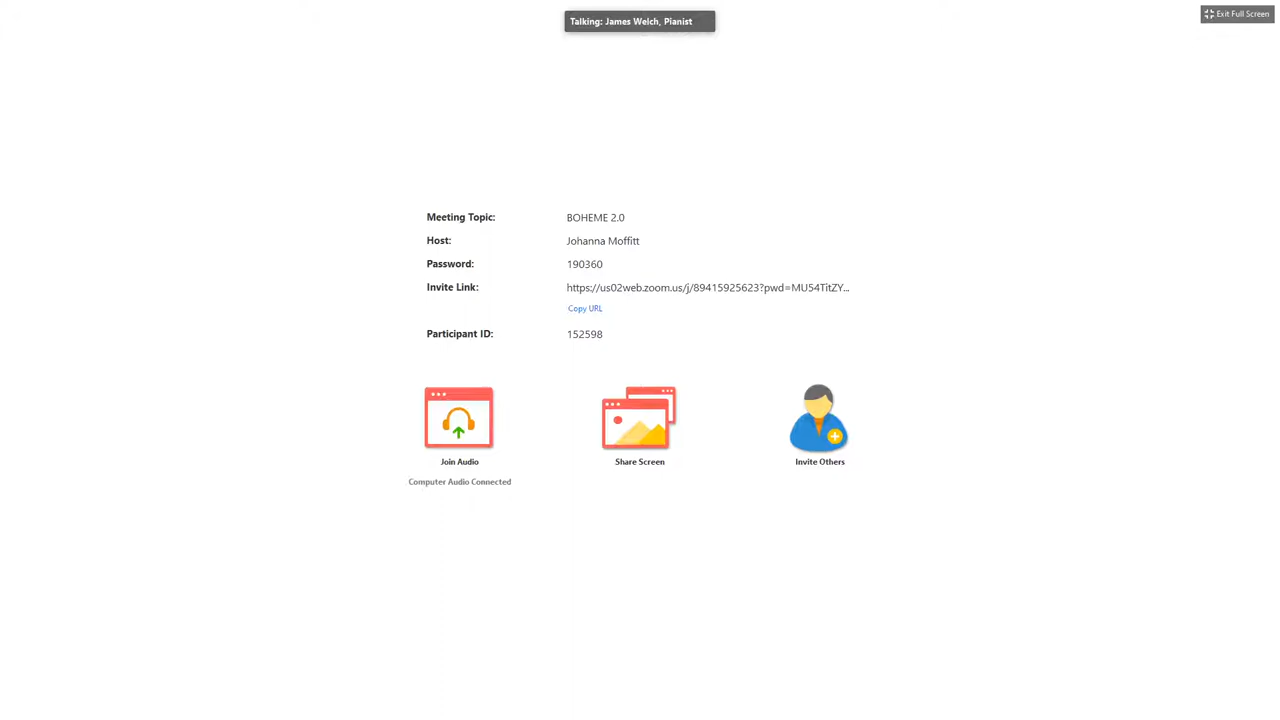 Talking: James Welch, Pianist
Exit Full Screen
Meeting Topic: BOHEME 2.0
Host: Johanna Moffitt
Password: 190360
Invite Link: https://us02web.zoom.us/j/89415925623?pwd=MU54TitZY...
Copy URL
Participant ID: 152598
Join Audio Share Screen Invite Others
Computer Audio Connected